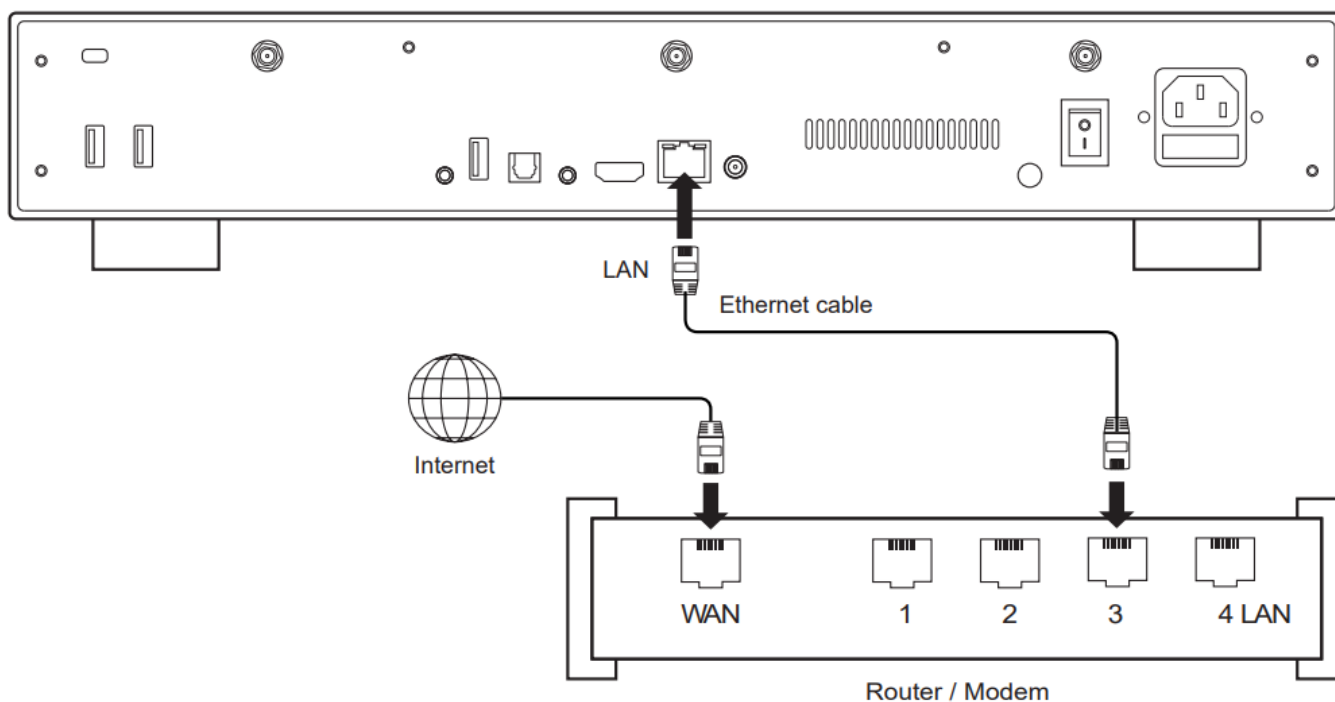 LAN
Ethernet cable
Internet
WAN
1
2
3
4 LAN
Router / Modem